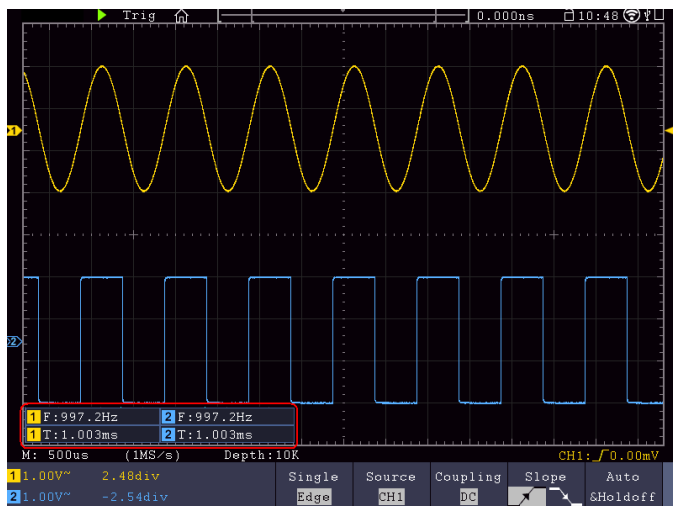 Trig 0.000ns 10:48
1
2
1 F:997.2Hz 2 F:997.2Hz
1 T:1.003ms 2 T:1.003ms
M: 500us (1MS/s) Depth:10K CH1: 0.00mV
1 1.00V~ 2.48div Single Source Coupling Slope Auto
2 1.00V~ -2.54div Edge CH1 DC &Holdoff